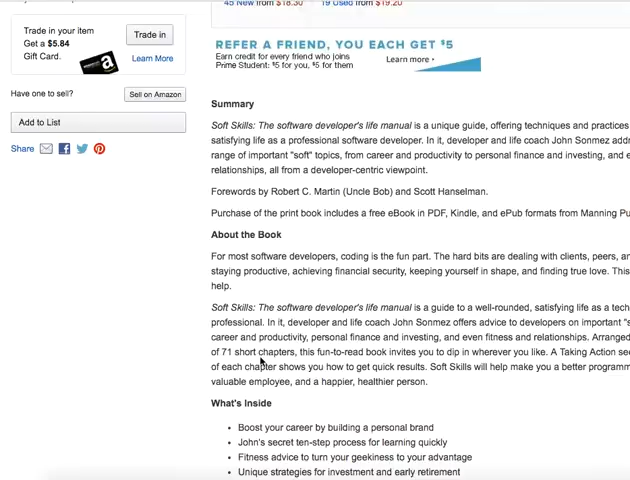 45 New from $18.30 19 Used from $19.20
Trade in your item
Get a $5.84
Gift Card.
Trade in
Learn More
a
Have one to sell?
Sell on Amazon
Add to List
Share
REFER A FRIEND, YOU EACH GET $5
Earn credit for every friend who joins
Prime Student: $5 for you, $5 for them
Learn more
Summary
Soft Skills: The software developer's life manual is a unique guide, offering techniques and practices
satisfying life as a professional software developer. In it, developer and life coach John Sonmez addr
range of important "soft" topics, from career and productivity to personal finance and investing, and e
relationships, all from a developer-centric viewpoint.
Forewords by Robert C. Martin (Uncle Bob) and Scott Hanselman.
Purchase of the print book includes a free eBook in PDF, Kindle, and ePub formats from Manning Pu
About the Book
For most software developers, coding is the fun part. The hard bits are dealing with clients, peers, an
staying productive, achieving financial security, keeping yourself in shape, and finding true love. This
help.
Soft Skills: The software developer's life manual is a guide to a well-rounded, satisfying life as a tech
professional. In it, developer and life coach John Sonmez offers advice to developers on important "s
career and productivity, personal finance and investing, and even fitness and relationships. Arranged
of 71 short chapters, this fun-to-read book invites you to dip in wherever you like. A Taking Action sec
of each chapter shows you how to get quick results. Soft Skills will help make you a better programm
valuable employee, and a happier, healthier person.
What's Inside
• Boost your career by building a personal brand
• John's secret ten-step process for learning quickly
• Fitness advice to turn your geekiness to your advantage
• Unique strategies for investment and early retirement